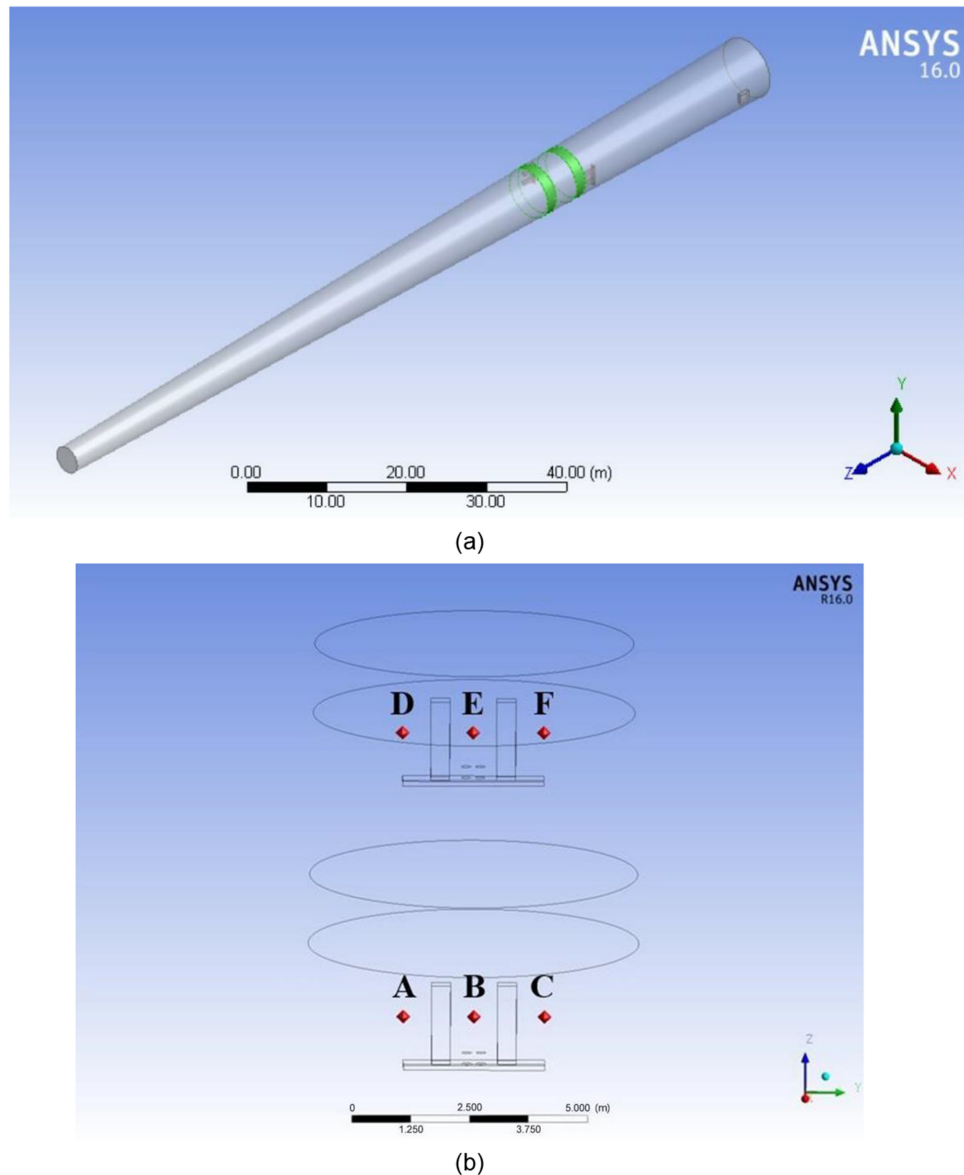 ANSYS
16.0
Y
Z
X
0.00 20.00 40.00 (m)
10.00 30.00
(a)
ANSYS
R16.0
D E F
A B C
Z
Y
0 2.500 5.000 (m)
1.250 3.750
(b)